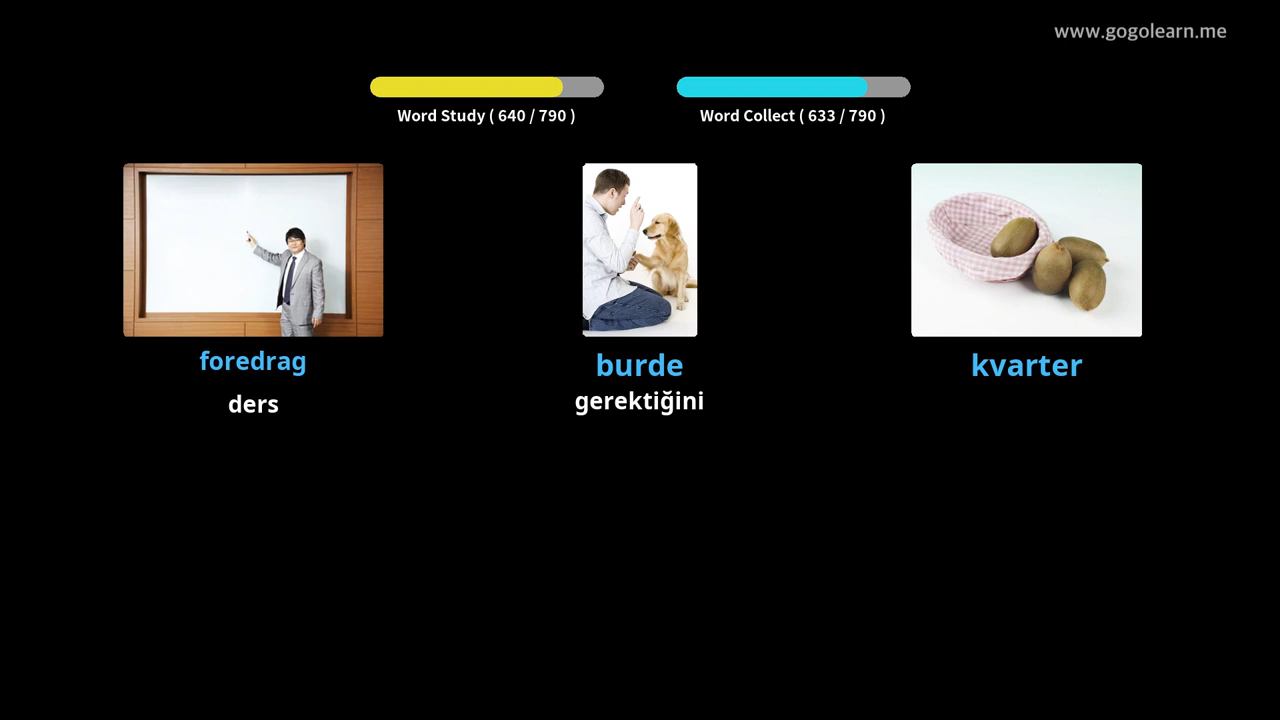 www.gogolearn.me
Word Study ( 640 / 790 )
Word Collect ( 633 / 790 )
foredrag
ders
burde
gerektiğini
kvarter